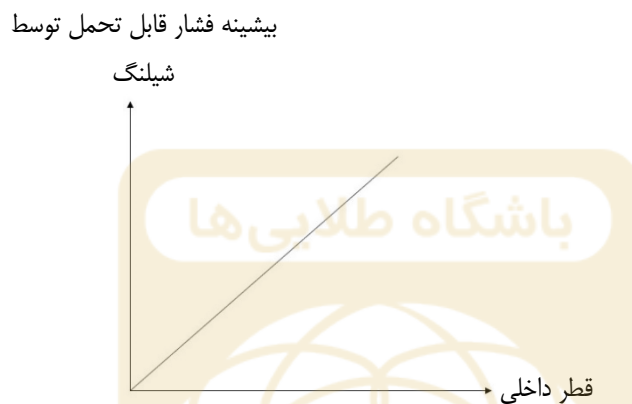 بیشینه فشار قابل تحمل توسط
شیلنگ
باشگاه طلایی‌ها
قطر داخلی